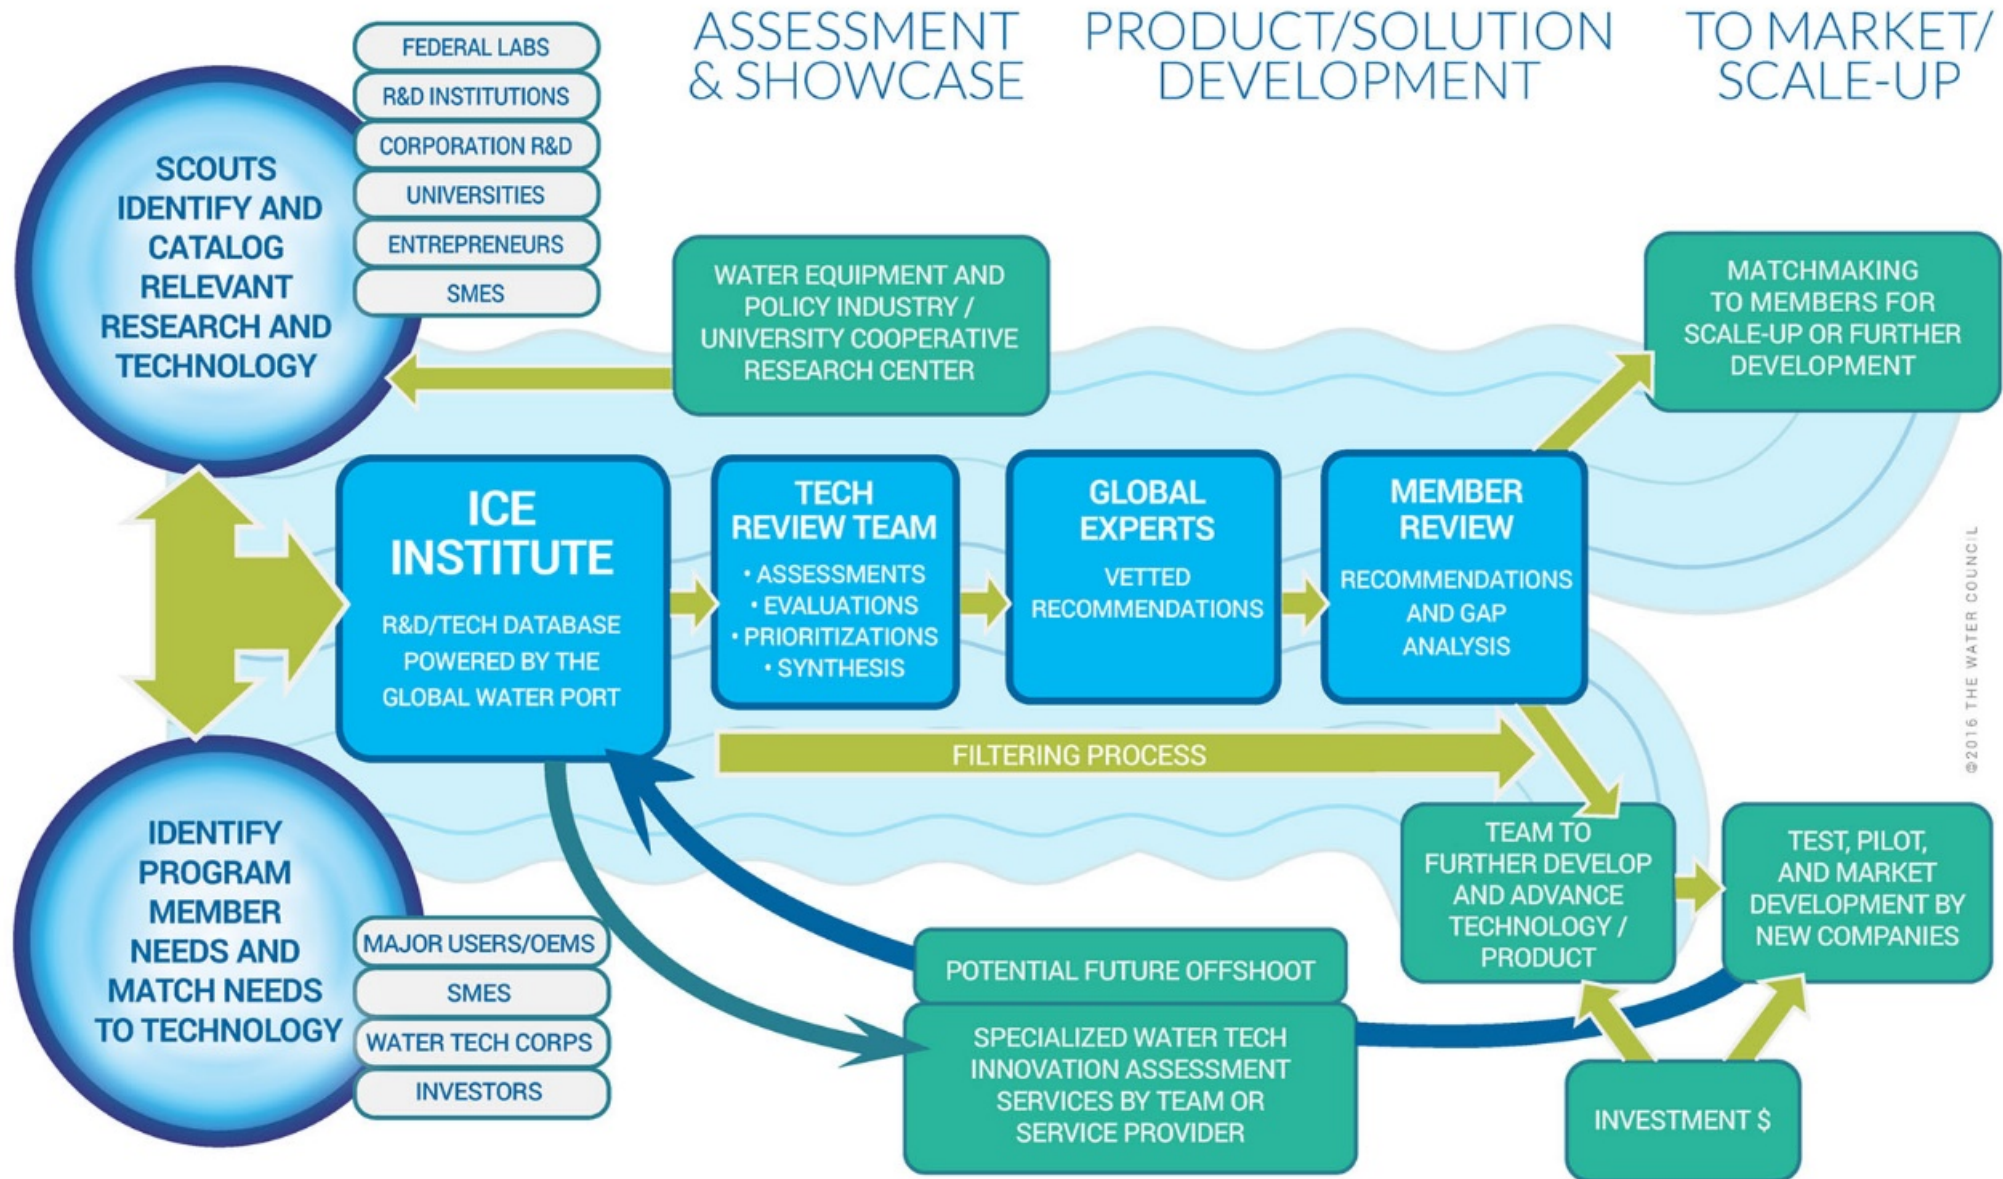 ASSESSMENT
& SHOWCASE
PRODUCT/SOLUTION
DEVELOPMENT
TO MARKET/
SCALE-UP
SCOUTS
IDENTIFY AND
CATALOG
RELEVANT
RESEARCH AND
TECHNOLOGY
FEDERAL LABS
R&D INSTITUTIONS
CORPORATION R&D
UNIVERSITIES
ENTREPRENEURS
SMES
WATER EQUIPMENT AND
POLICY INDUSTRY /
UNIVERSITY COOPERATIVE
RESEARCH CENTER
MATCHMAKING
TO MEMBERS FOR
SCALE-UP OR FURTHER
DEVELOPMENT
ICE
INSTITUTE
R&D/TECH DATABASE
POWERED BY THE
GLOBAL WATER PORT
TECH
REVIEW TEAM
• ASSESSMENTS
• EVALUATIONS
• PRIORITIZATIONS
• SYNTHESIS
GLOBAL
EXPERTS
VETTED
RECOMMENDATIONS
MEMBER
REVIEW
RECOMMENDATIONS
AND GAP
ANALYSIS
©2016 THE WATER COUNCIL
FILTERING PROCESS
IDENTIFY
PROGRAM
MEMBER
NEEDS AND
MATCH NEEDS
TO TECHNOLOGY
MAJOR USERS/OEMS
SMES
WATER TECH CORPS
INVESTORS
POTENTIAL FUTURE OFFSHOOT
SPECIALIZED WATER TECH
INNOVATION ASSESSMENT
SERVICES BY TEAM OR
SERVICE PROVIDER
TEAM TO
FURTHER DEVELOP
AND ADVANCE
TECHNOLOGY /
PRODUCT
TEST, PILOT,
AND MARKET
DEVELOPMENT BY
NEW COMPANIES
INVESTMENT $